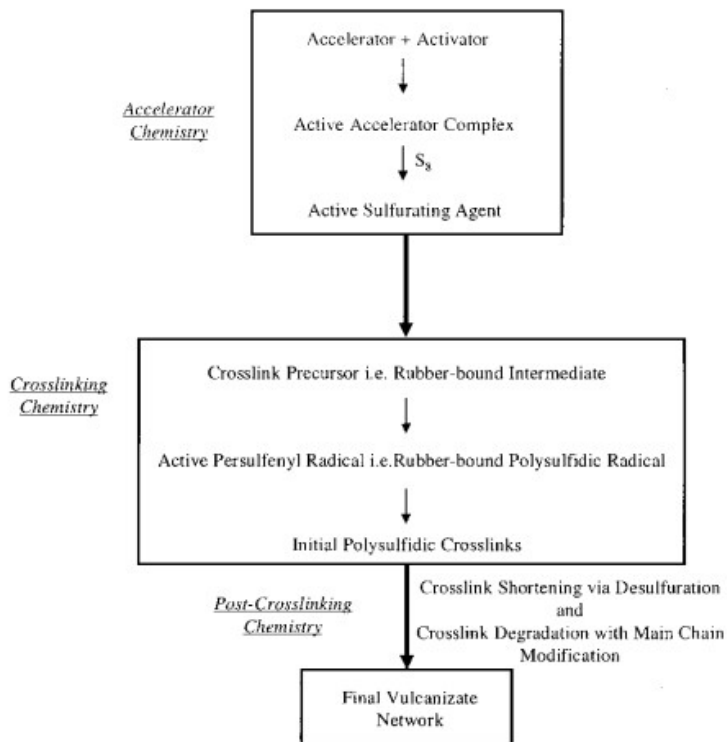 Accelerator + Activator
Accelerator
Chemistry
Active Accelerator Complex
S₈
Active Sulfurating Agent
Crosslinking
Chemistry
Crosslink Precursor i.e. Rubber-bound Intermediate
Active Persulfenyl Radical i.e.Rubber-bound Polysulfidic Radical
Initial Polysulfidic Crosslinks
Post-Crosslinking
Chemistry
Crosslink Shortening via Desulfuration
and
Crosslink Degradation with Main Chain
Modification
Final Vulcanizate
Network